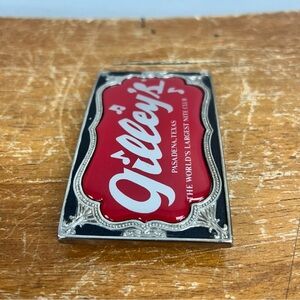 Gilley's
PASADENA, TEXAS
THE WORLD'S LARGEST NITE CLUB